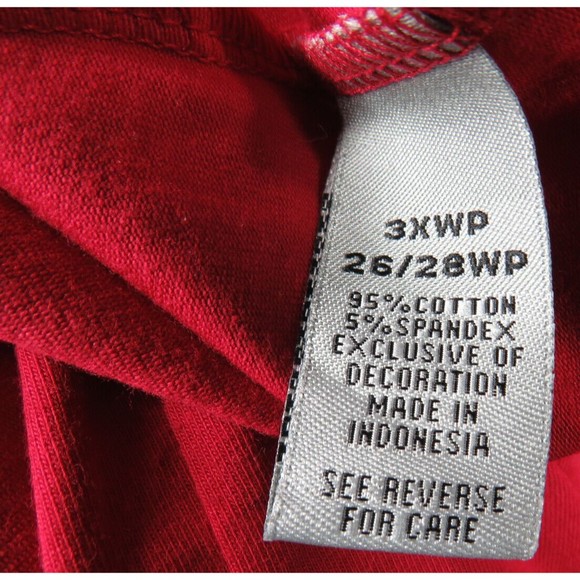 3XWP
26/28WP
95%COTTON
5%SPANDEX
EXCLUSIVE OF
DECORATION
MADE IN
INDONESIA
SEE REVERSE
FOR CARE